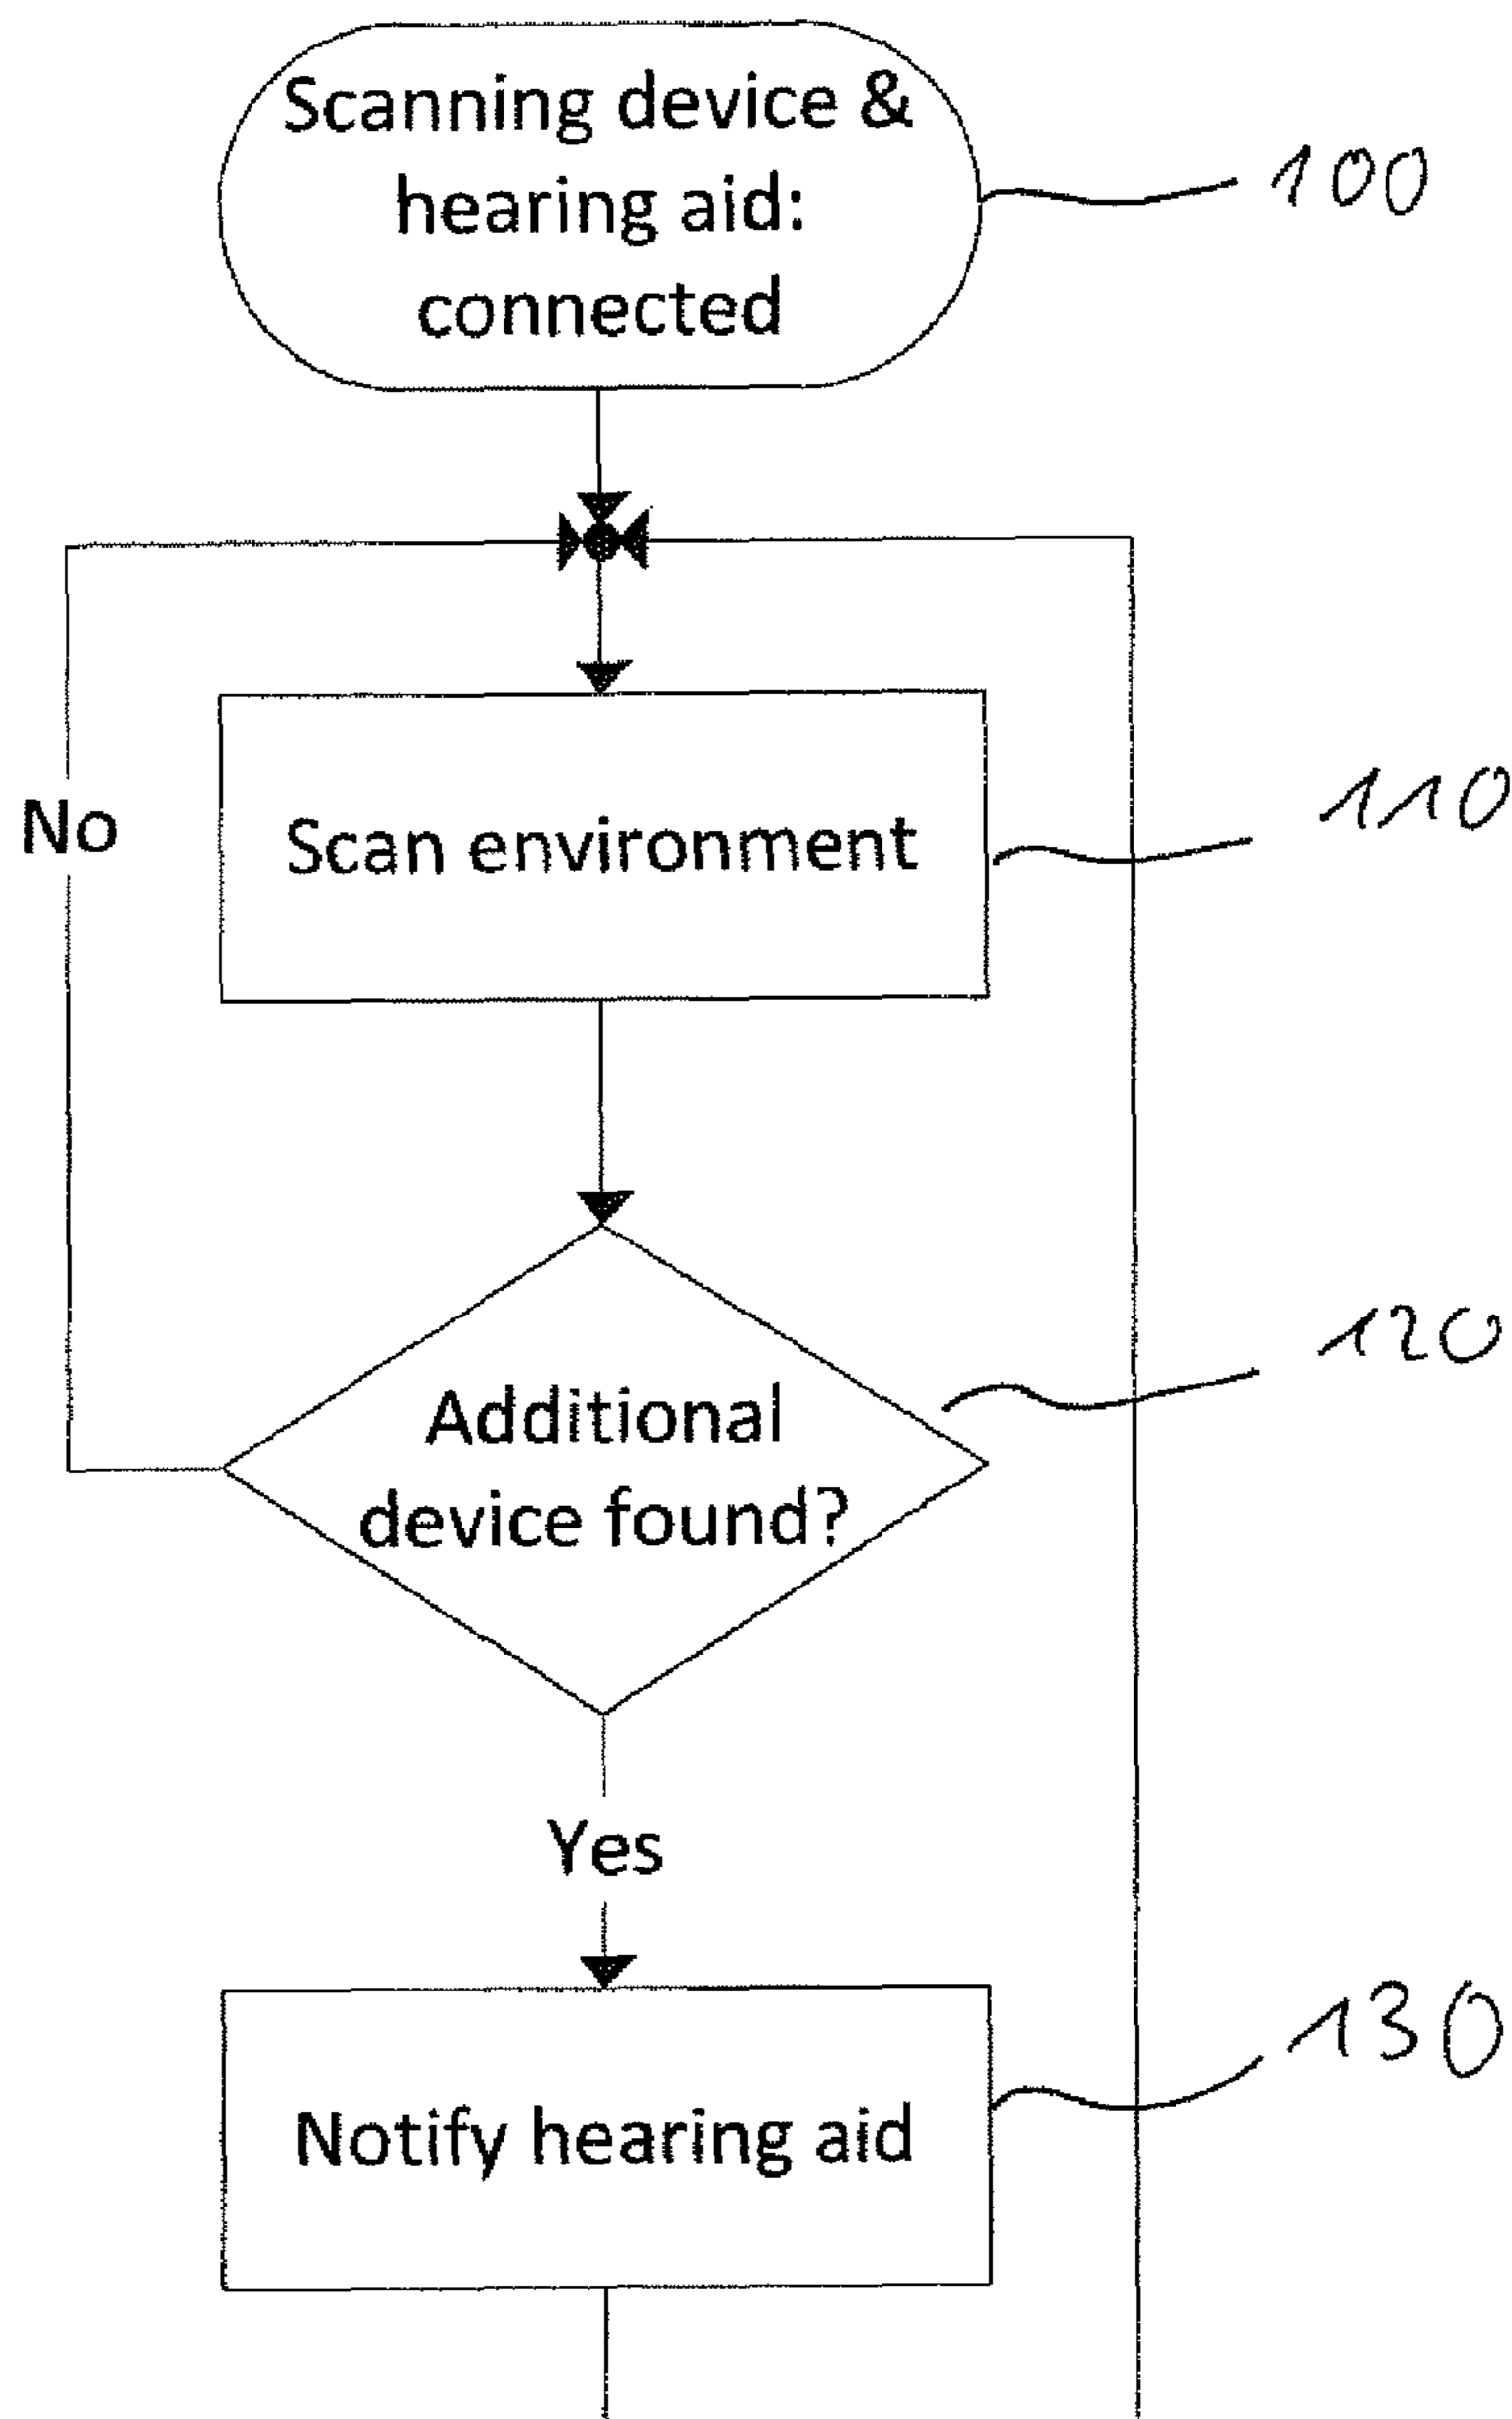 Scanning device &
hearing aid:
connected
100
No
Scan environment
110
Additional
device found?
120
Yes
Notify hearing aid
130